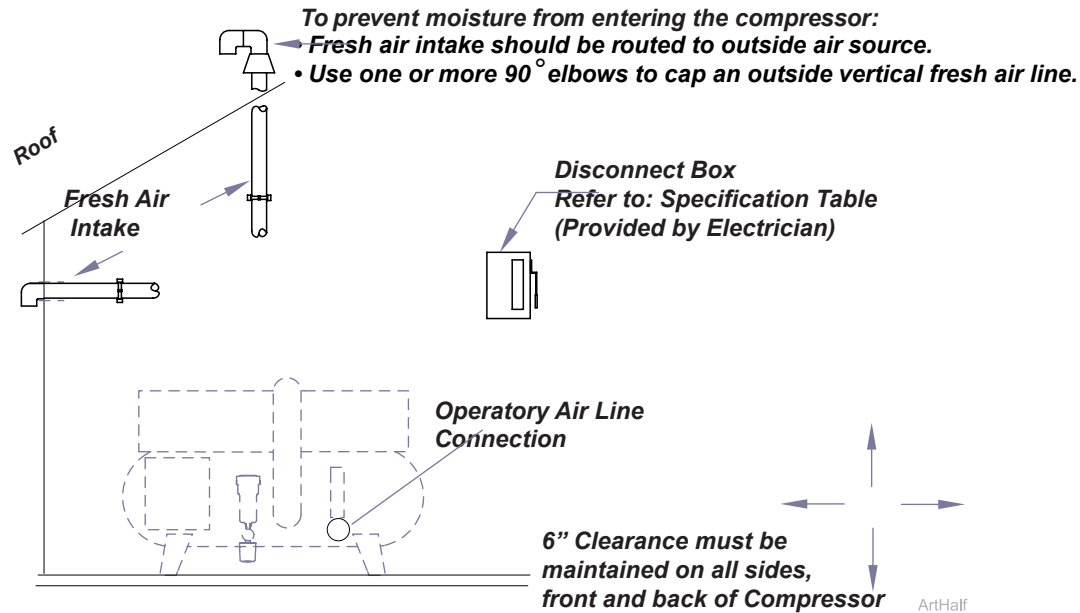 To prevent moisture from entering the compressor:
• Fresh air intake should be routed to outside air source.
• Use one or more 90° elbows to cap an outside vertical fresh air line.
Roof
Fresh Air
Intake
Disconnect Box
Refer to: Specification Table
(Provided by Electrician)
Operatory Air Line
Connection
6” Clearance must be
maintained on all sides,
front and back of Compressor
ArtHalf